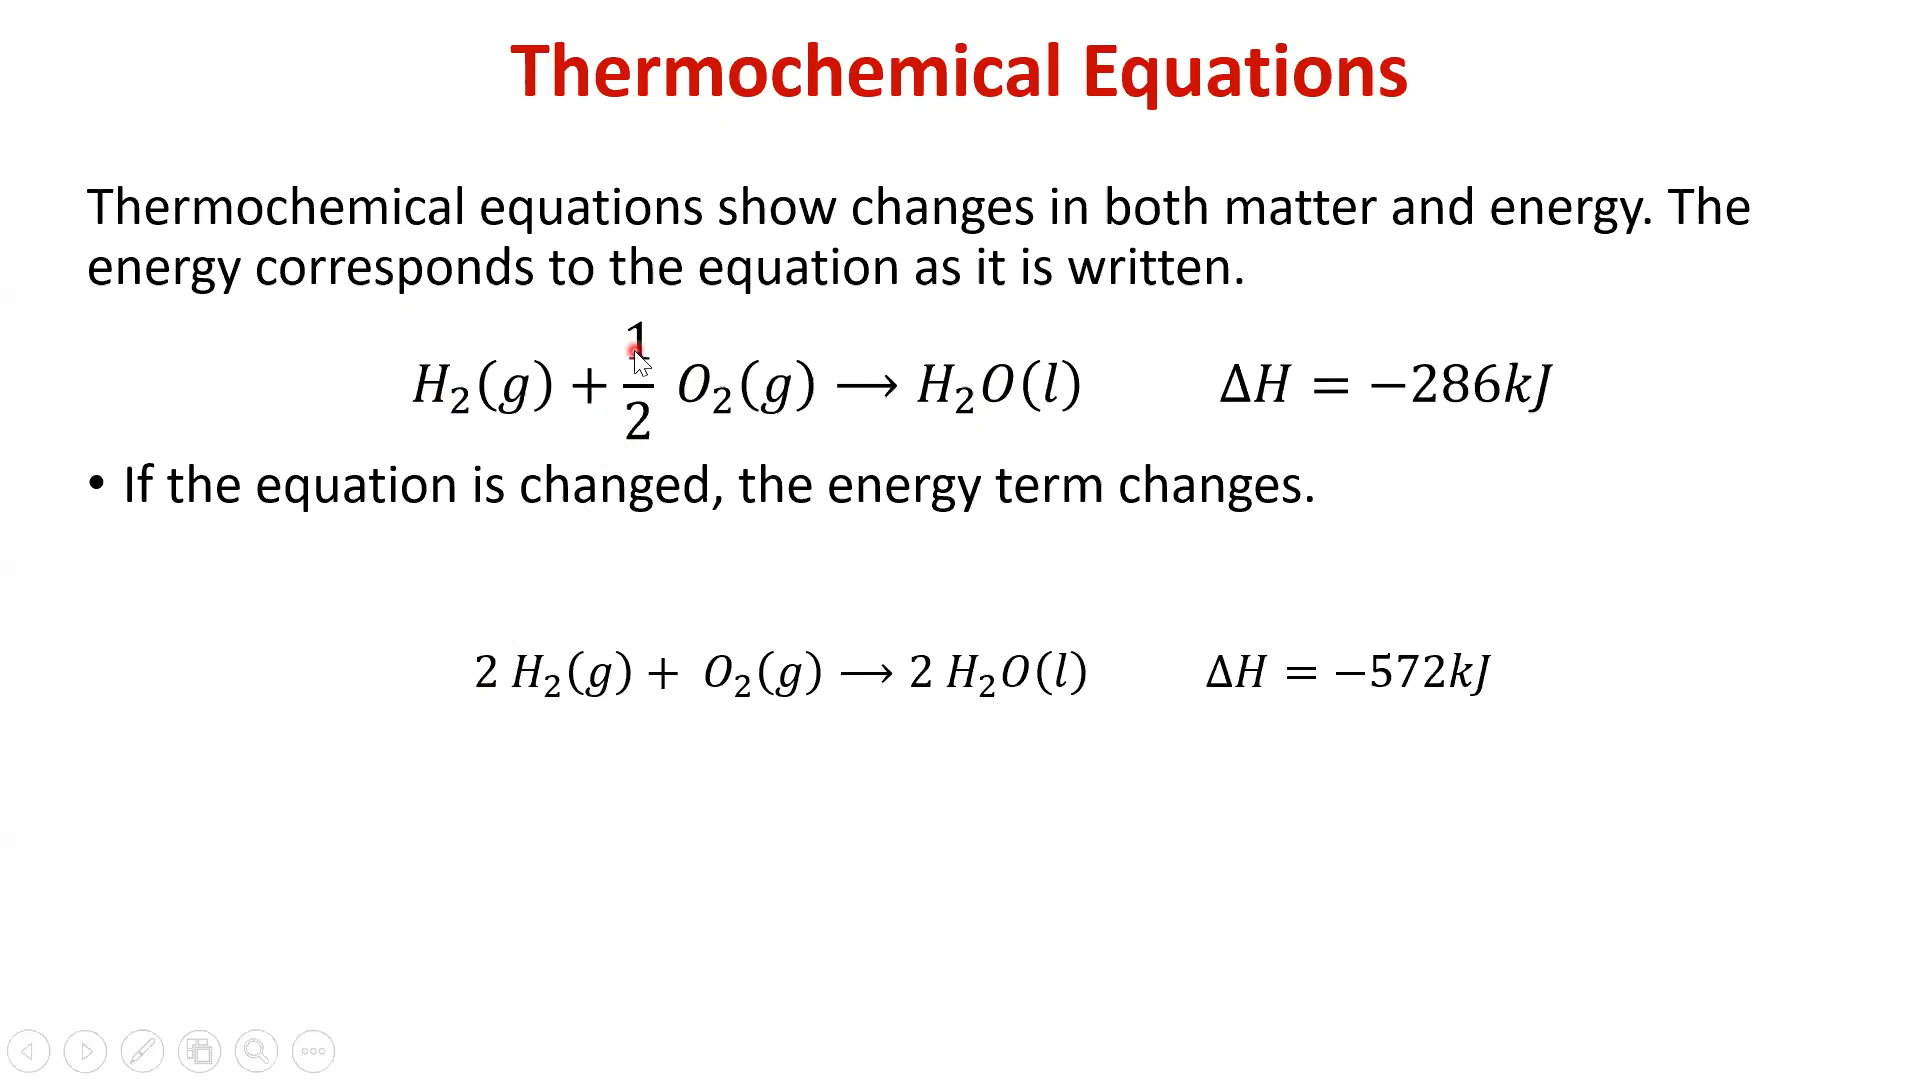 Thermochemical Equations
Thermochemical equations show changes in both matter and energy. The
energy corresponds to the equation as it is written.
H₂(g) + 1/2 O₂(g) ⟶ H₂O(l) ΔH = −286kJ
• If the equation is changed, the energy term changes.
2 H₂(g) + O₂(g) ⟶ 2 H₂O(l) ΔH = −572kJ